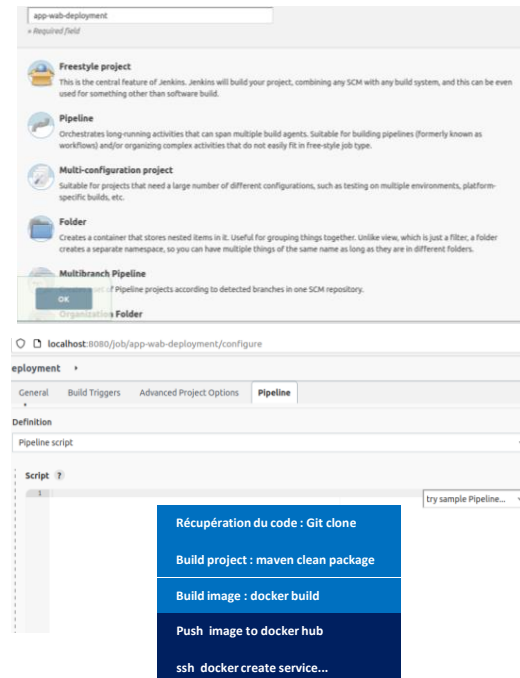 app-wab-deployment
» Required field
Freestyle project
This is the central feature of Jenkins. Jenkins will build your project, combining any SCM with any build system, and this can be even
used for something other than software build.
Pipeline
Orchestrates long-running activities that can span multiple build agents. Suitable for building pipelines (formerly known as
workflows) and/or organizing complex activities that do not easily fit in free-style job type.
Multi-configuration project
Suitable for projects that need a large number of different configurations, such as testing on multiple environments, platform-
specific builds, etc.
Folder
Creates a container that stores nested items in it. Useful for grouping things together. Unlike view, which is just a filter, a folder
creates a separate namespace, so you can have multiple things of the same name as long as they are in different folders.
Multibranch Pipeline
of Pipeline projects according to detected branches in one SCM repository.
OK
Organization Folder
localhost:8080/job/app-wab-deployment/configure
eployment
General Build Triggers Advanced Project Options Pipeline
Definition
Pipeline script
Script ?
1
try sample Pipeline...
Récupération du code : Git clone
Build project : maven clean package
Build image : docker build
Push image to docker hub
ssh docker create service...